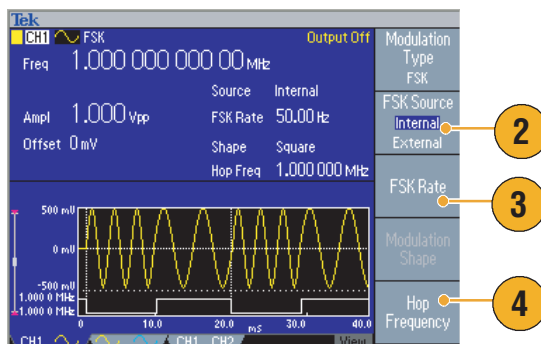 Tek
CH1 FSK Output Off
Freq 1.000 000 000 00 MHz
Source Internal
Ampl 1.000 Vpp FSK Rate 50.00 Hz
Offset 0 mV Shape Square
Hop Freq 1.000 000 MHz
500 mU
0 mU
-500 mU
1.000 0 MHz
1.000 0 MHz
0 10.0 20.0 ms 30.0 40.0
CH1 CH1 CH2 View
Modulation
Type
FSK
FSK Source
Internal
External
2
FSK Rate
3
Modulation
Shape
Hop
Frequency
4